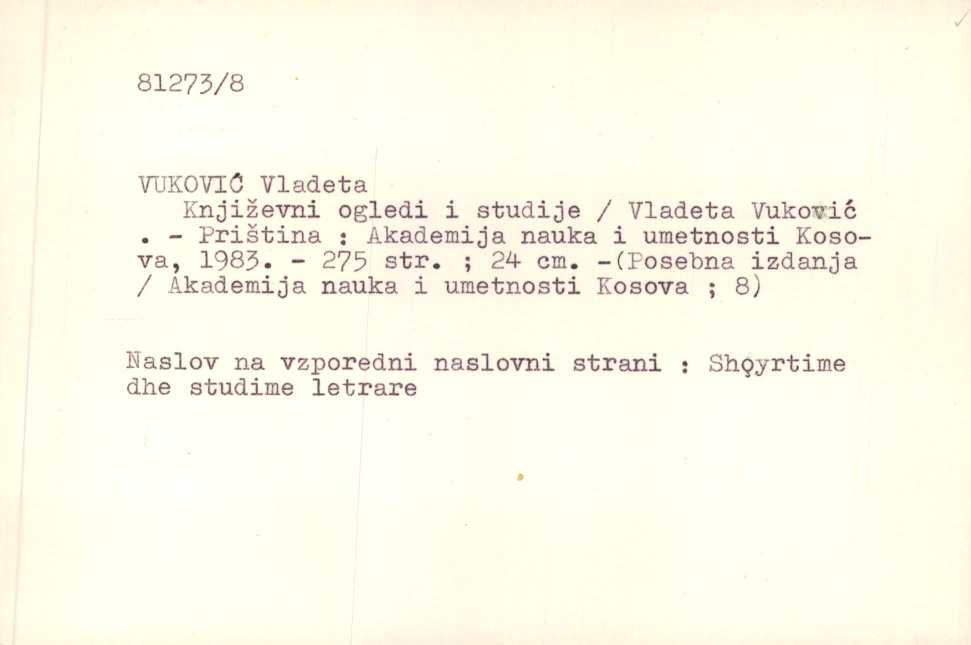 81273/8
VUKOVIĆ Vladeta
Književni ogledi i studije / Vladeta Vuković
. - Priština : Akademija nauka i umetnosti Koso-
va, 1983. - 275 str. ; 24 cm. -(Posebna izdanja
/ Akademija nauka i umetnosti Kosova ; 8)
Naslov na vzporedni naslovni strani : Shqyrtime
dhe studime letrare